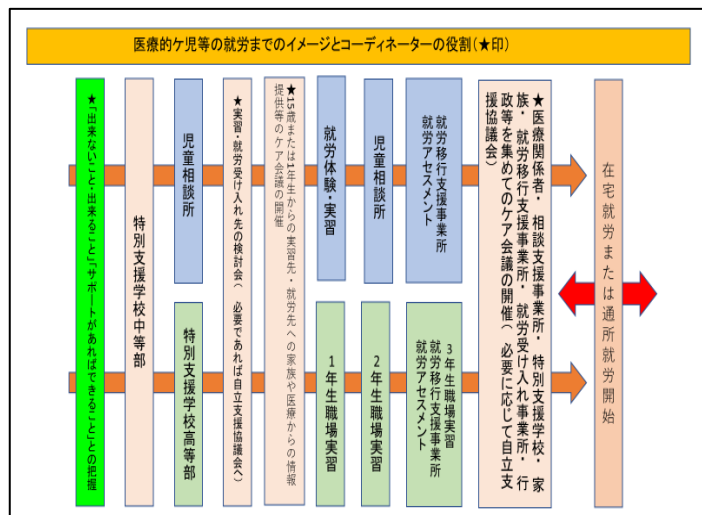 医療的ケ児等の就労までのイメージとコーディネーターの役割(★印)
★「出来ないこと・出来ること」「サポートがあればできること」との把握
特別支援学校中等部
児童相談所
特別支援学校高等部
★実習・就労受け入れ先の検討会( 必要であれば自立支援協議会へ)
★15歳または1年生からの実習先・就労先への家族や医療からの情報
提供等のケア会議の開催
就労体験・実習
1年生職場実習
児童相談所
2年生職場実習
就労移行支援事業所
就労アセスメント
3年生職場実習
就労移行支援事業所
就労アセスメント
★医療関係者・相談支援事業所・特別支援学校・家
族・就労移行支援事業所・就労受け入れ事業所・行
政等を集めてのケア会議の開催( 必要に応じて自立支
援協議会)
在宅就労または通所就労開始